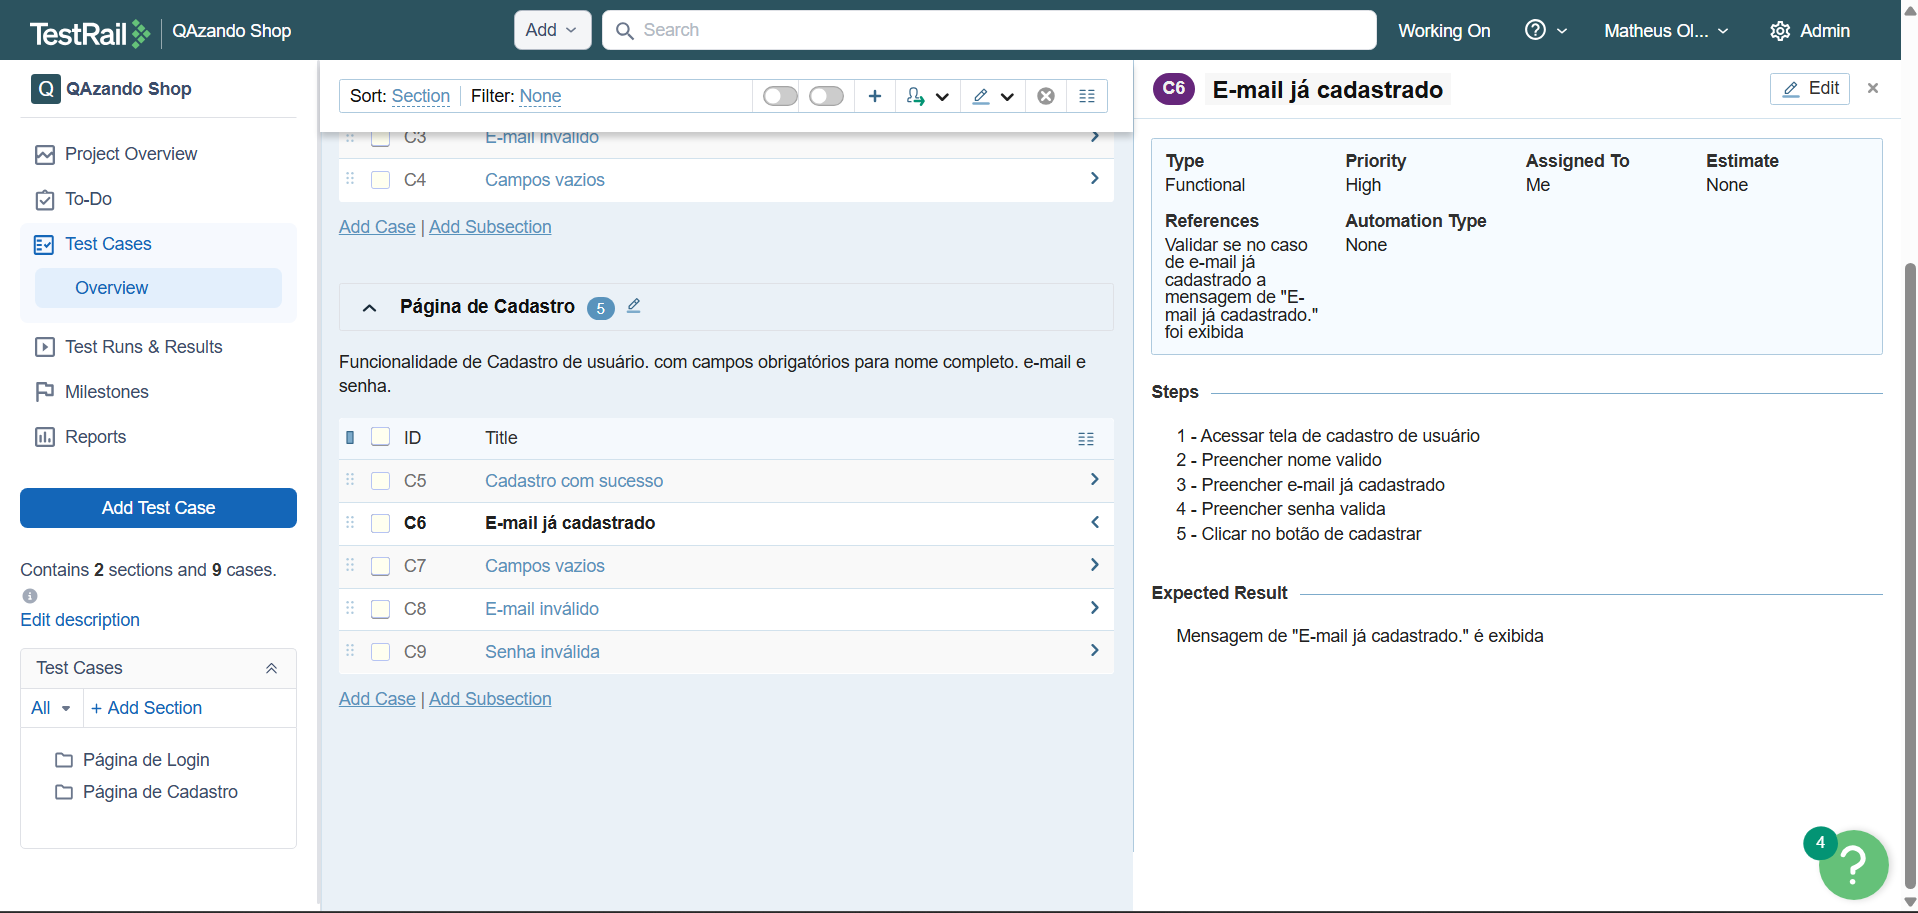 TestRail QAzando Shop Add Search Working On Matheus Ol... Admin
Q QAzando Shop
Project Overview
To-Do
Test Cases
Overview
Test Runs & Results
Milestones
Reports
Add Test Case
Contains 2 sections and 9 cases.
Edit description
Test Cases
All + Add Section
Página de Login
Página de Cadastro
Sort: Section Filter: None
C3 E-mail inválido
C4 Campos vazios
Add Case | Add Subsection
Página de Cadastro 5
Funcionalidade de Cadastro de usuário. com campos obrigatórios para nome completo. e-mail e
senha.
ID Title
C5 Cadastro com sucesso
C6 E-mail já cadastrado
C7 Campos vazios
C8 E-mail inválido
C9 Senha inválida
Add Case | Add Subsection
C6 E-mail já cadastrado Edit
Type Priority Assigned To Estimate
Functional High Me None
References Automation Type
Validar se no caso None
de e-mail já
cadastrado a
mensagem de "E-
mail já cadastrado."
foi exibida
Steps
1 - Acessar tela de cadastro de usuário
2 - Preencher nome valido
3 - Preencher e-mail já cadastrado
4 - Preencher senha valida
5 - Clicar no botão de cadastrar
Expected Result
Mensagem de "E-mail já cadastrado." é exibida
4
?